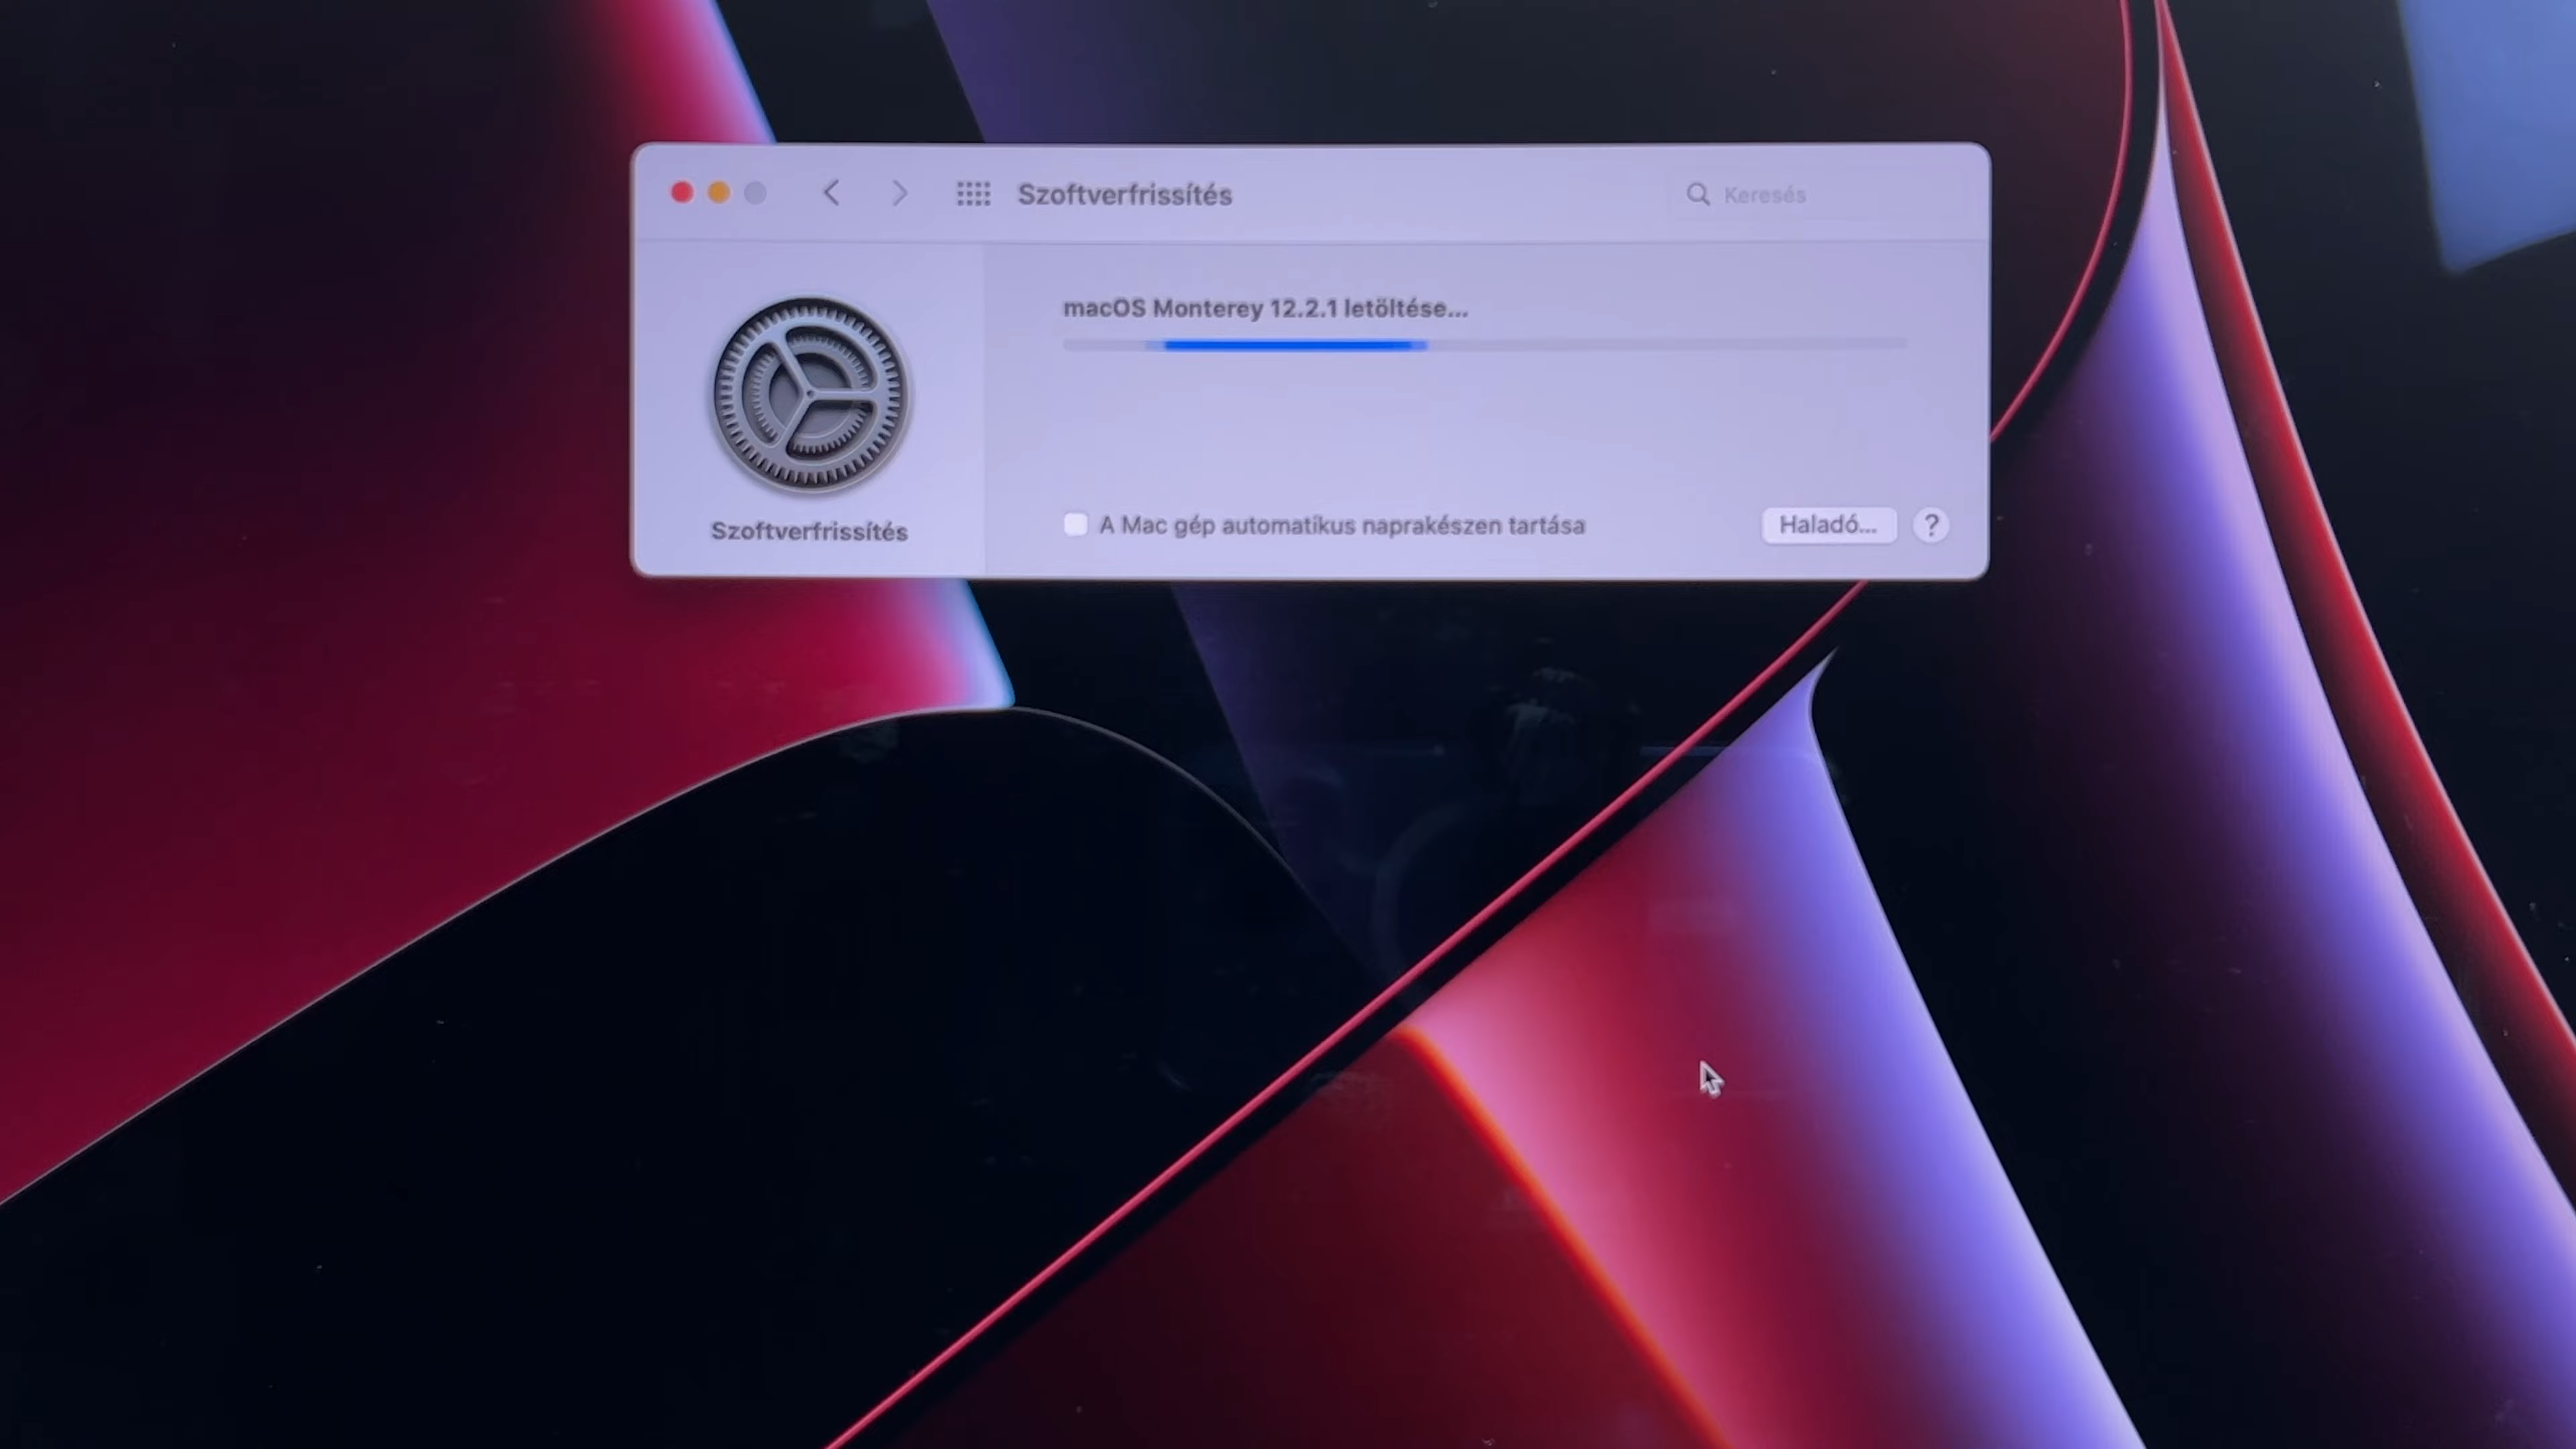 Szoftverfrissítés
Keresés
macOS Monterey 12.2.1 letöltése...
Szoftverfrissítés
A Mac gép automatikus naprakészen tartása
Haladó...
?